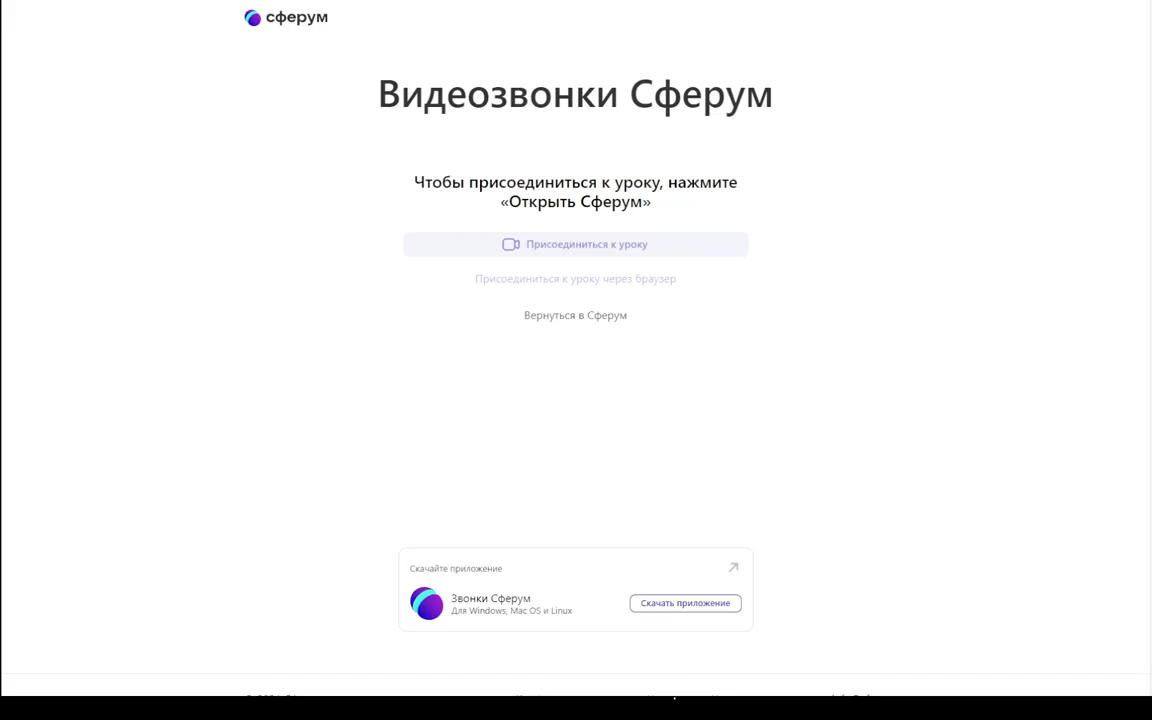 сферум
Видеозвонки Сферум
Чтобы присоединиться к уроку, нажмите
«Открыть Сферум»
Присоединиться к уроку
Присоединиться к уроку через браузер
Вернуться в Сферум
Скачайте приложение
Звонки Сферум
Для Windows, Mac OS и Linux
Скачать приложение